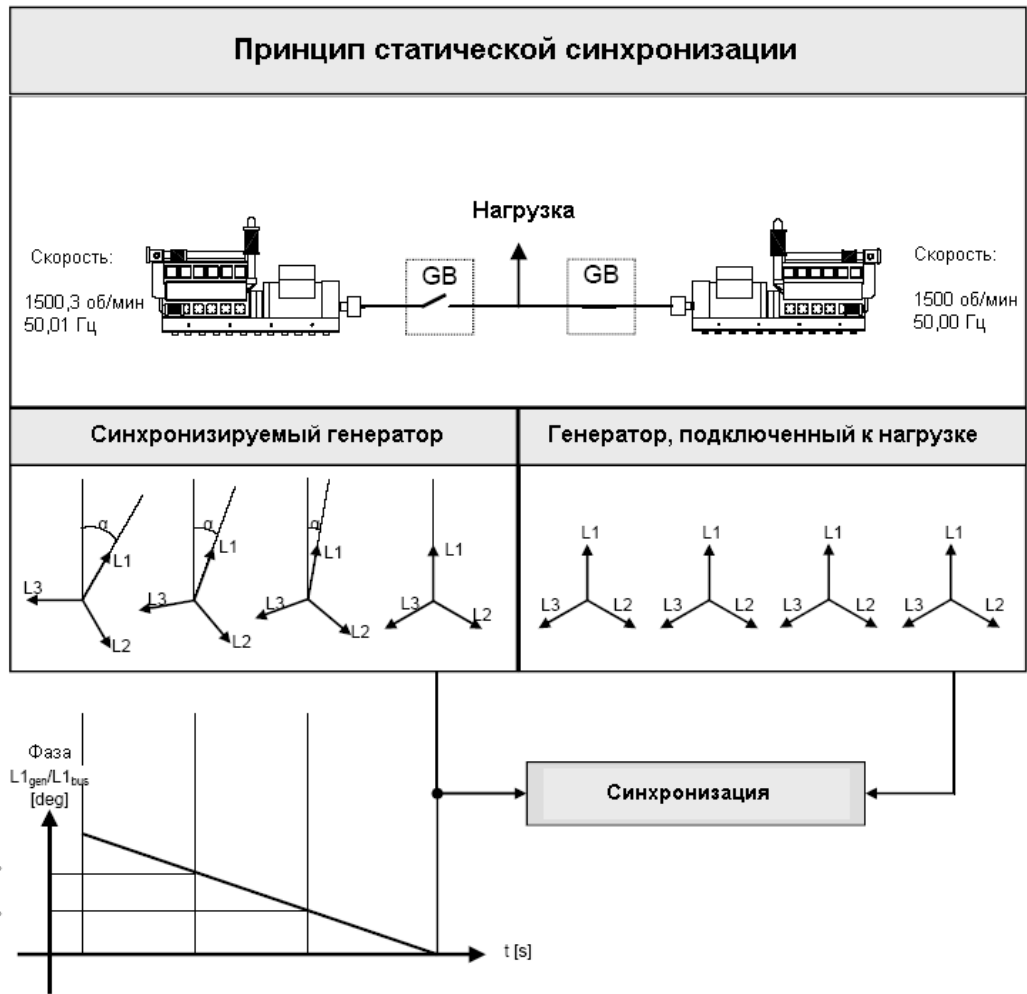 Принцип статической синхронизации
Нагрузка
Скорость:
1500,3 об/мин
50,01 Гц
GB
GB
Скорость:
1500 об/мин
50,00 Гц
Синхронизируемый генератор
Генератор, подключенный к нагрузке
α
L1
L3
L2
α
L1
L3
L2
α
L1
L3
L2
L1
L3
L2
L1
L3
L2
L1
L3
L2
L1
L3
L2
L1
L3
L2
Фаза
L1gen/L1bus
[deg]
Синхронизация
t [s]